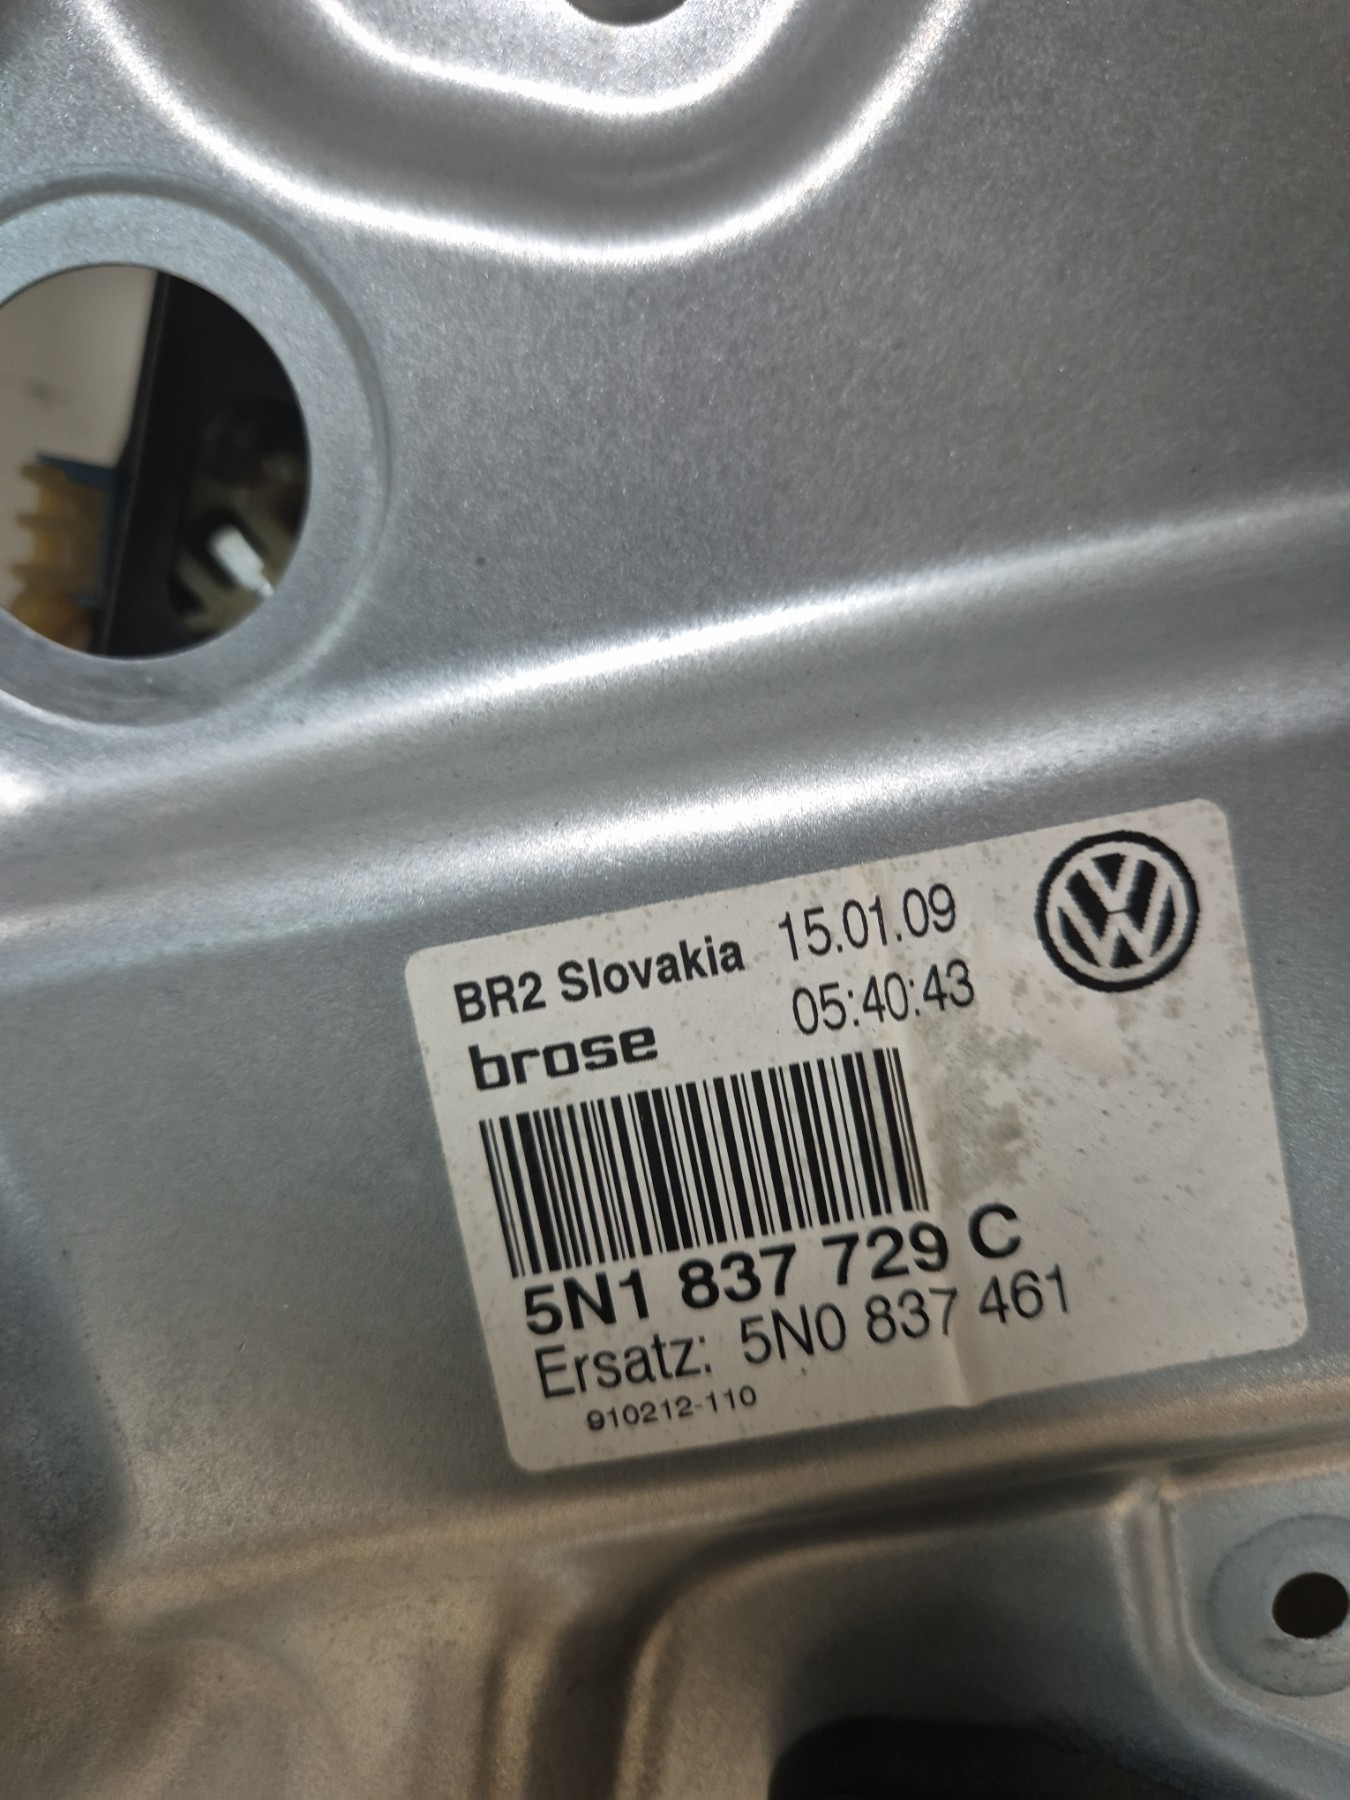 BR2 Slovakia 15.01.09
brose 05:40:43
5N1 837 729 C
Ersatz: 5N0 837 461
910212-110